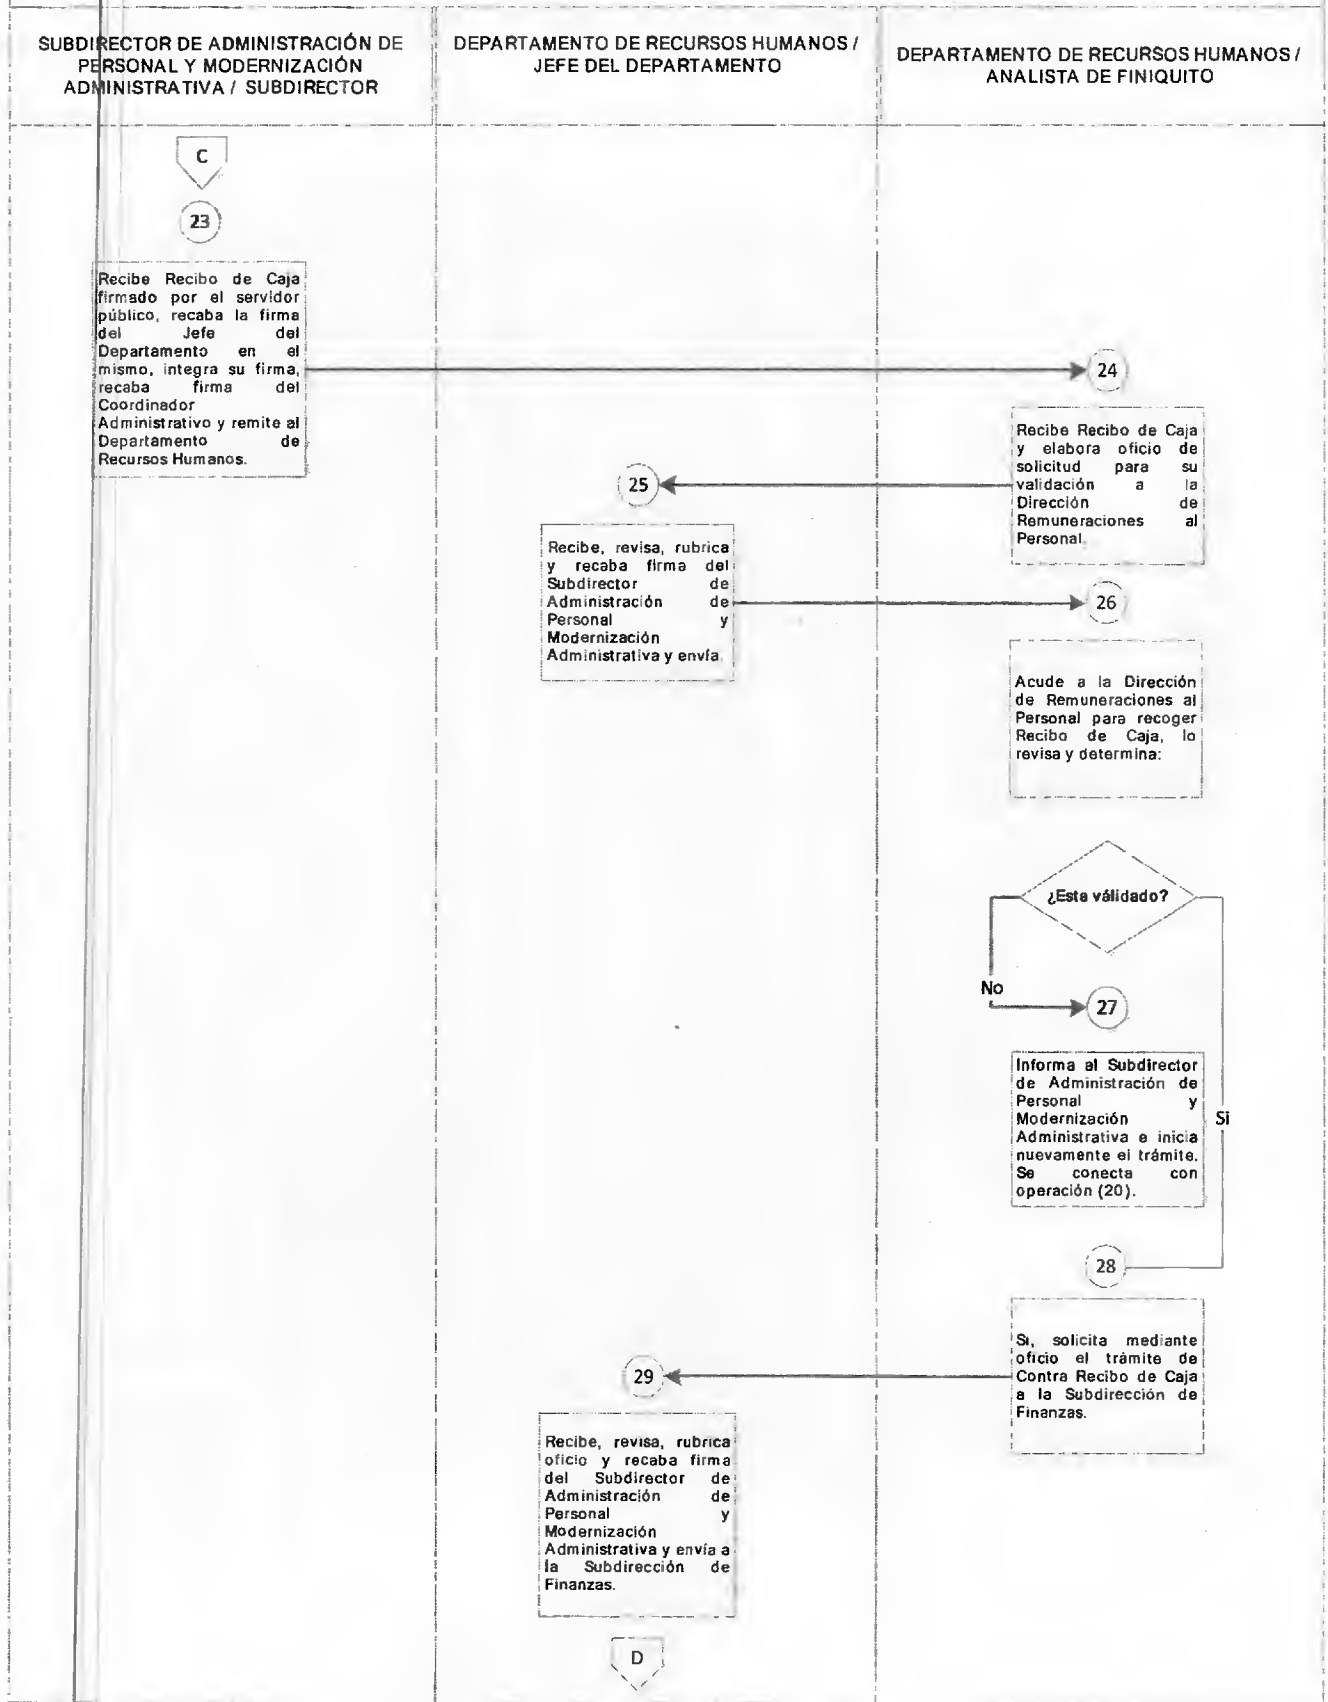 SUBDIRECTOR DE ADMINISTRACIÓN DE
PERSONAL Y MODERNIZACIÓN
ADMINISTRATIVA / SUBDIRECTOR
DEPARTAMENTO DE RECURSOS HUMANOS /
JEFE DEL DEPARTAMENTO
DEPARTAMENTO DE RECURSOS HUMANOS /
ANALISTA DE FINIQUITO
C
23
Recibe Recibo de Caja
firmado por el servidor
público, recaba la firma
del Jefe del
Departamento en el
mismo, integra su firma,
recaba firma del
Coordinador
Administrativo y remite al
Departamento de
Recursos Humanos.
24
Recibe Recibo de Caja
y elabora oficio de
solicitud para su
validación a la
Dirección de
Remuneraciones al
Personal.
25
Recibe, revisa, rubrica
y recaba firma del
Subdirector de
Administración de
Personal y
Modernización
Administrativa y envía.
26
Acude a la Dirección
de Remuneraciones al
Personal para recoger
Recibo de Caja, lo
revisa y determina:
¿Esta válidado?
No
27
Informa al Subdirector
de Administración de
Personal y
Modernización
Administrativa e inicia
nuevamente el trámite.
Se conecta con
operación (20).
Si
28
Si, solicita mediante
oficio el trámite de
Contra Recibo de Caja
a la Subdirección de
Finanzas.
29
Recibe, revisa, rubrica
oficio y recaba firma
del Subdirector de
Administración de
Personal y
Modernización
Administrativa y envía a
la Subdirección de
Finanzas.
D